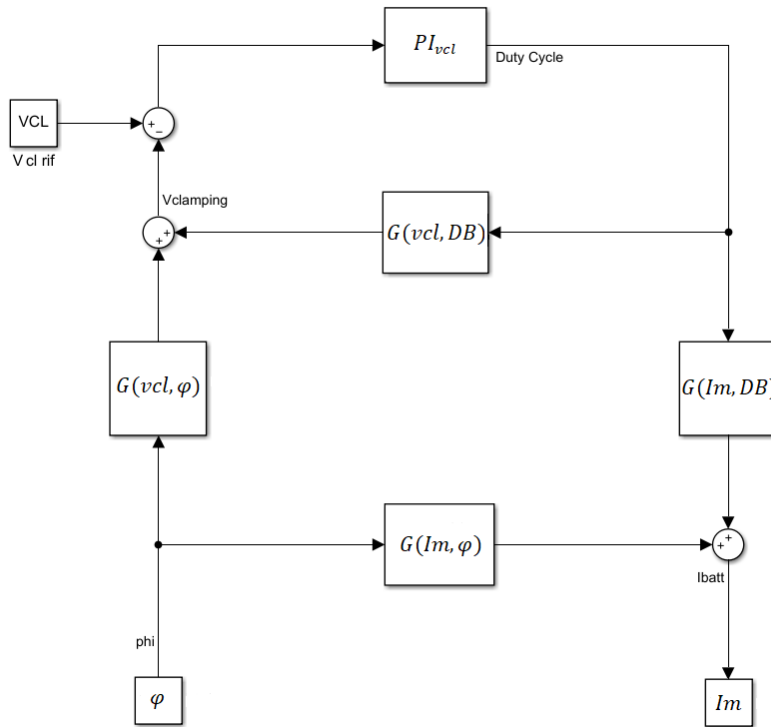 PI_vcl
Duty Cycle
VCL
V cl rif
+
−
Vclamping
+
+
G(vcl, DB)
G(vcl, φ)
G(Im, DB)
G(Im, φ)
+
+
Ibatt
phi
φ
Im